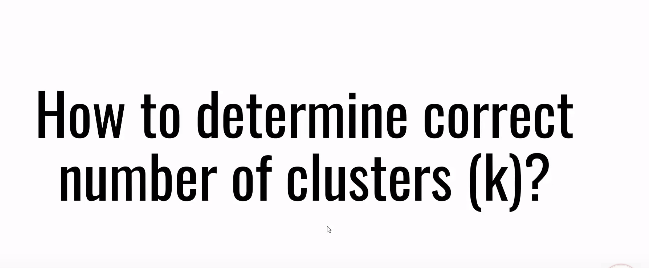 How to determine correct
number of clusters (k)?